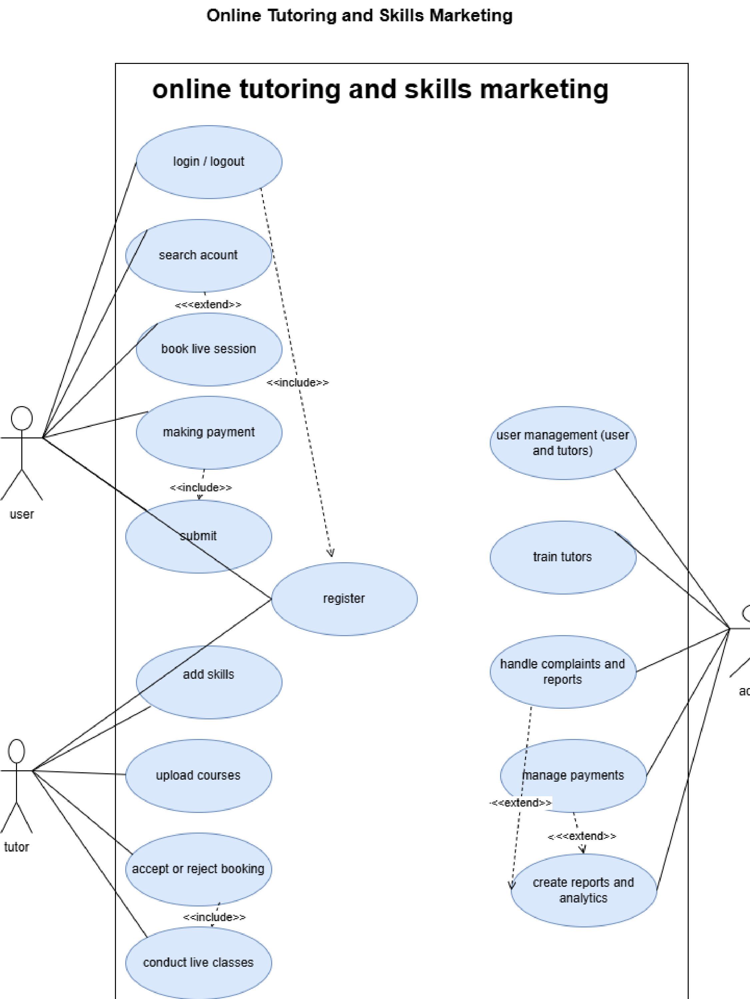 Online Tutoring and Skills Marketing
online tutoring and skills marketing
login / logout
search acount
<<<extend>>
book live session
<<include>>
making payment
user management (user
and tutors)
<<include>>
user
submit
train tutors
register
handle complaints and
reports
add skills
upload courses
manage payments
<<extend>>
<<<extend>>
tutor
accept or reject booking
create reports and
analytics
<<include>>
conduct live classes